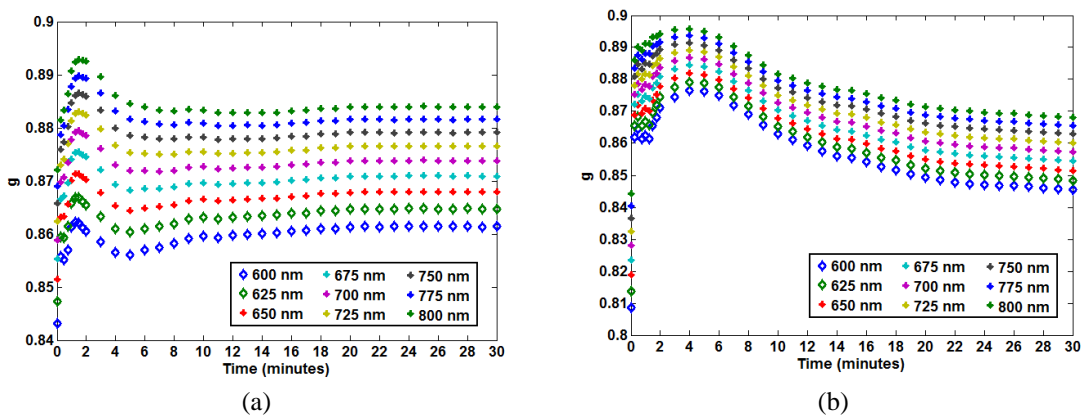 0.9
0.89
0.88
0.87
0.86
0.85
0.84
g
0 2 4 6 8 10 12 14 16 18 20 22 24 26 28 30
Time (minutes)
600 nm 675 nm 750 nm
625 nm 700 nm 775 nm
650 nm 725 nm 800 nm
(a)
0.9
0.89
0.88
0.87
0.86
0.85
0.84
0.83
0.82
0.81
0.8
g
0 2 4 6 8 10 12 14 16 18 20 22 24 26 28 30
Time (minutes)
600 nm 675 nm 750 nm
625 nm 700 nm 775 nm
650 nm 725 nm 800 nm
(b)